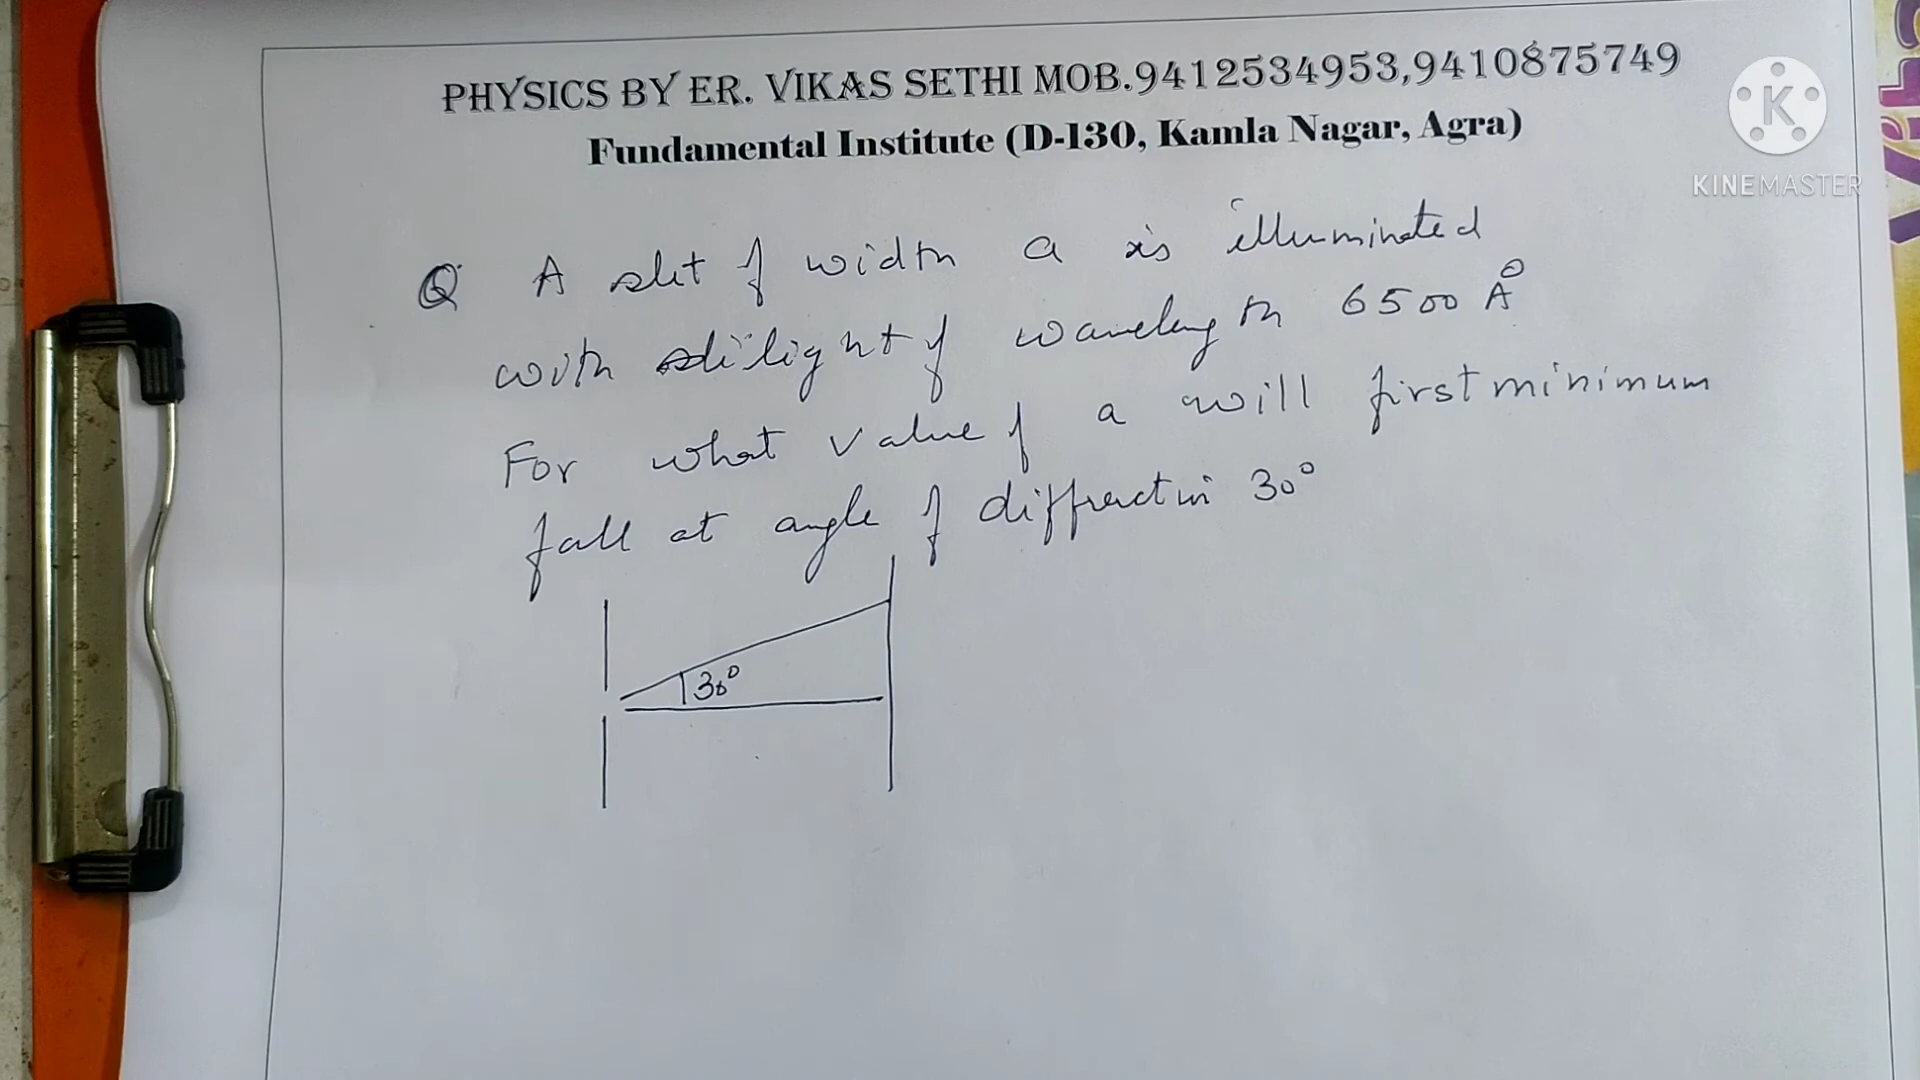 PHYSICS BY ER. VIKAS SETHI MOB.9412534953,9410875749
Fundamental Institute (D-130, Kamla Nagar, Agra)
K
KINEMASTER
Q A slit of width a is illuminated
with light of wavelength 6500 Å
For what value of a will first minimum
fall at angle of diffraction 30°
30°